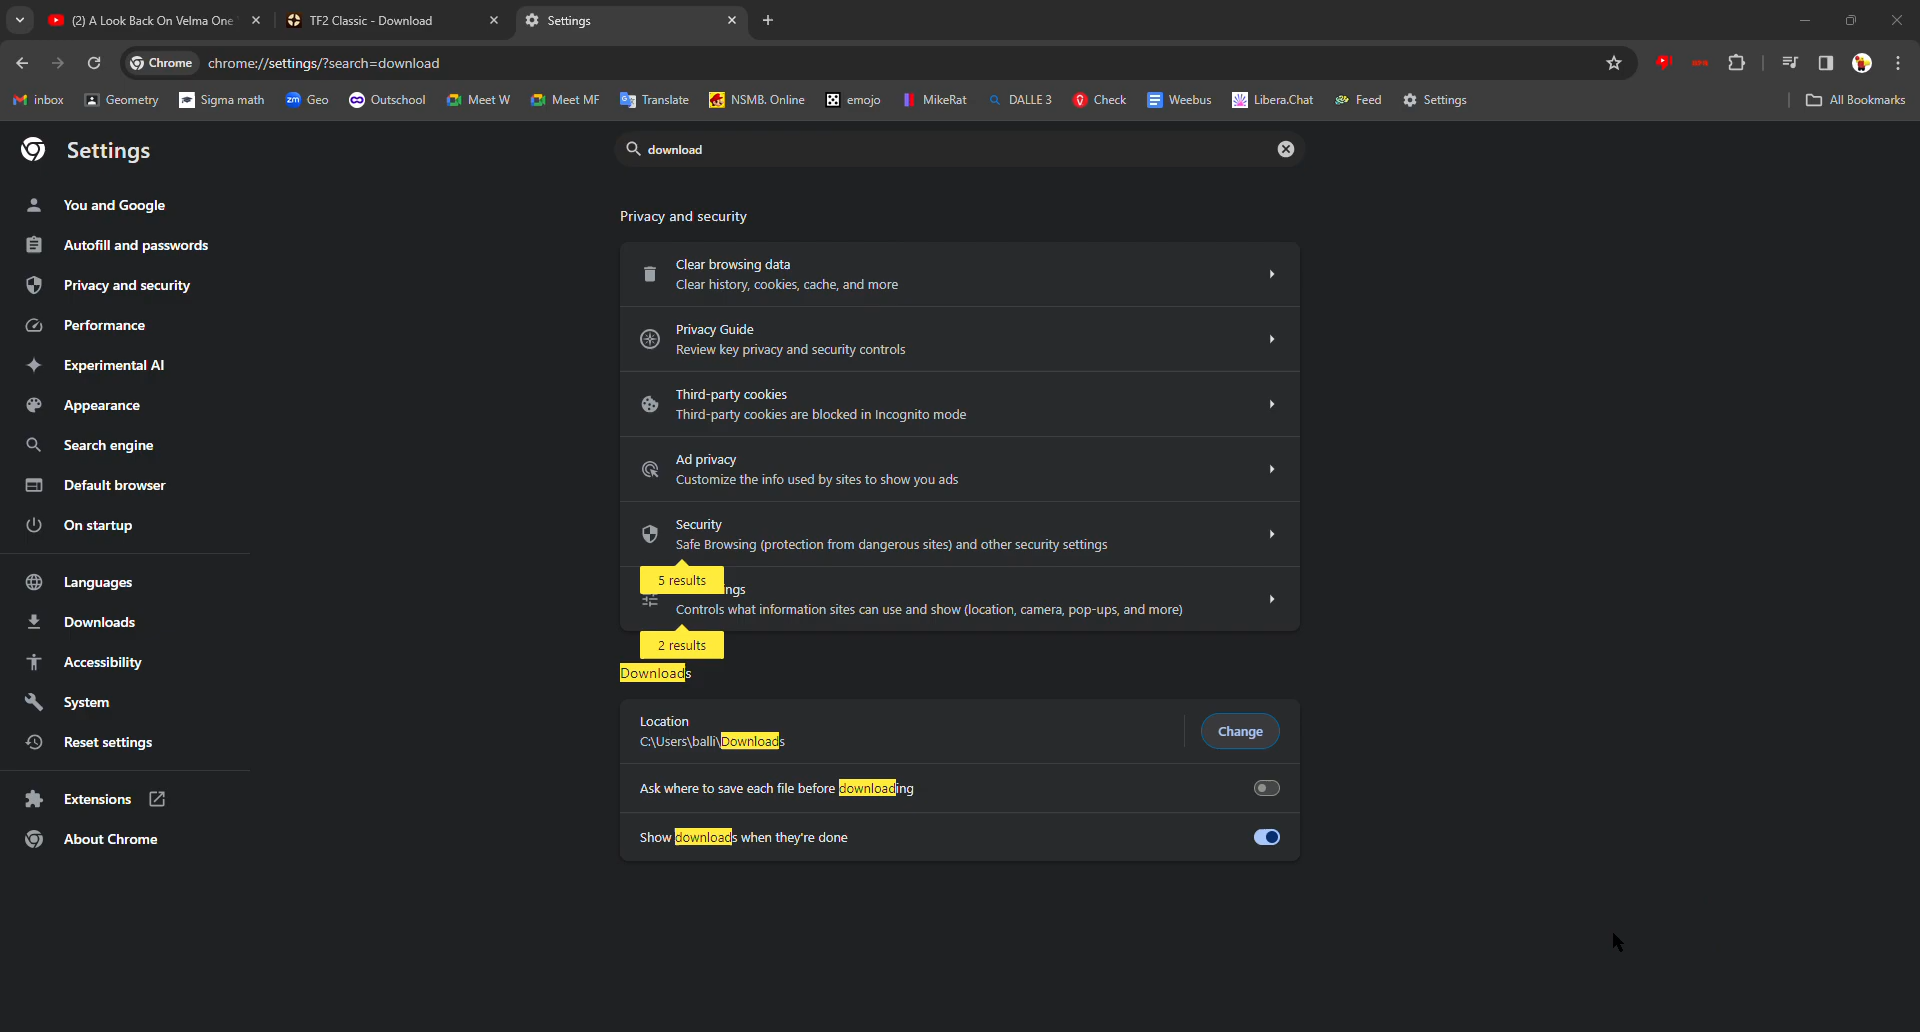 (2) A Look Back On Velma One
TF2 Classic - Download
Settings
Chrome
chrome://settings/?search=download
inbox
Geometry
Sigma math
Geo
Outschool
Meet W
Meet MF
Translate
NSMB. Online
emojo
MikeRat
DALLE 3
Check
Weebus
Libera.Chat
Feed
Settings
All Bookmarks
Settings
download
You and Google
Autofill and passwords
Privacy and security
Performance
Experimental AI
Appearance
Search engine
Default browser
On startup
Languages
Downloads
Accessibility
System
Reset settings
Extensions
About Chrome
Privacy and security
Clear browsing data
Clear history, cookies, cache, and more
Privacy Guide
Review key privacy and security controls
Third-party cookies
Third-party cookies are blocked in Incognito mode
Ad privacy
Customize the info used by sites to show you ads
Security
Safe Browsing (protection from dangerous sites) and other security settings
5 results
ngs
Controls what information sites can use and show (location, camera, pop-ups, and more)
2 results
Downloads
Location
C:\Users\balli\Downloads
Change
Ask where to save each file before downloading
Show downloads when they're done